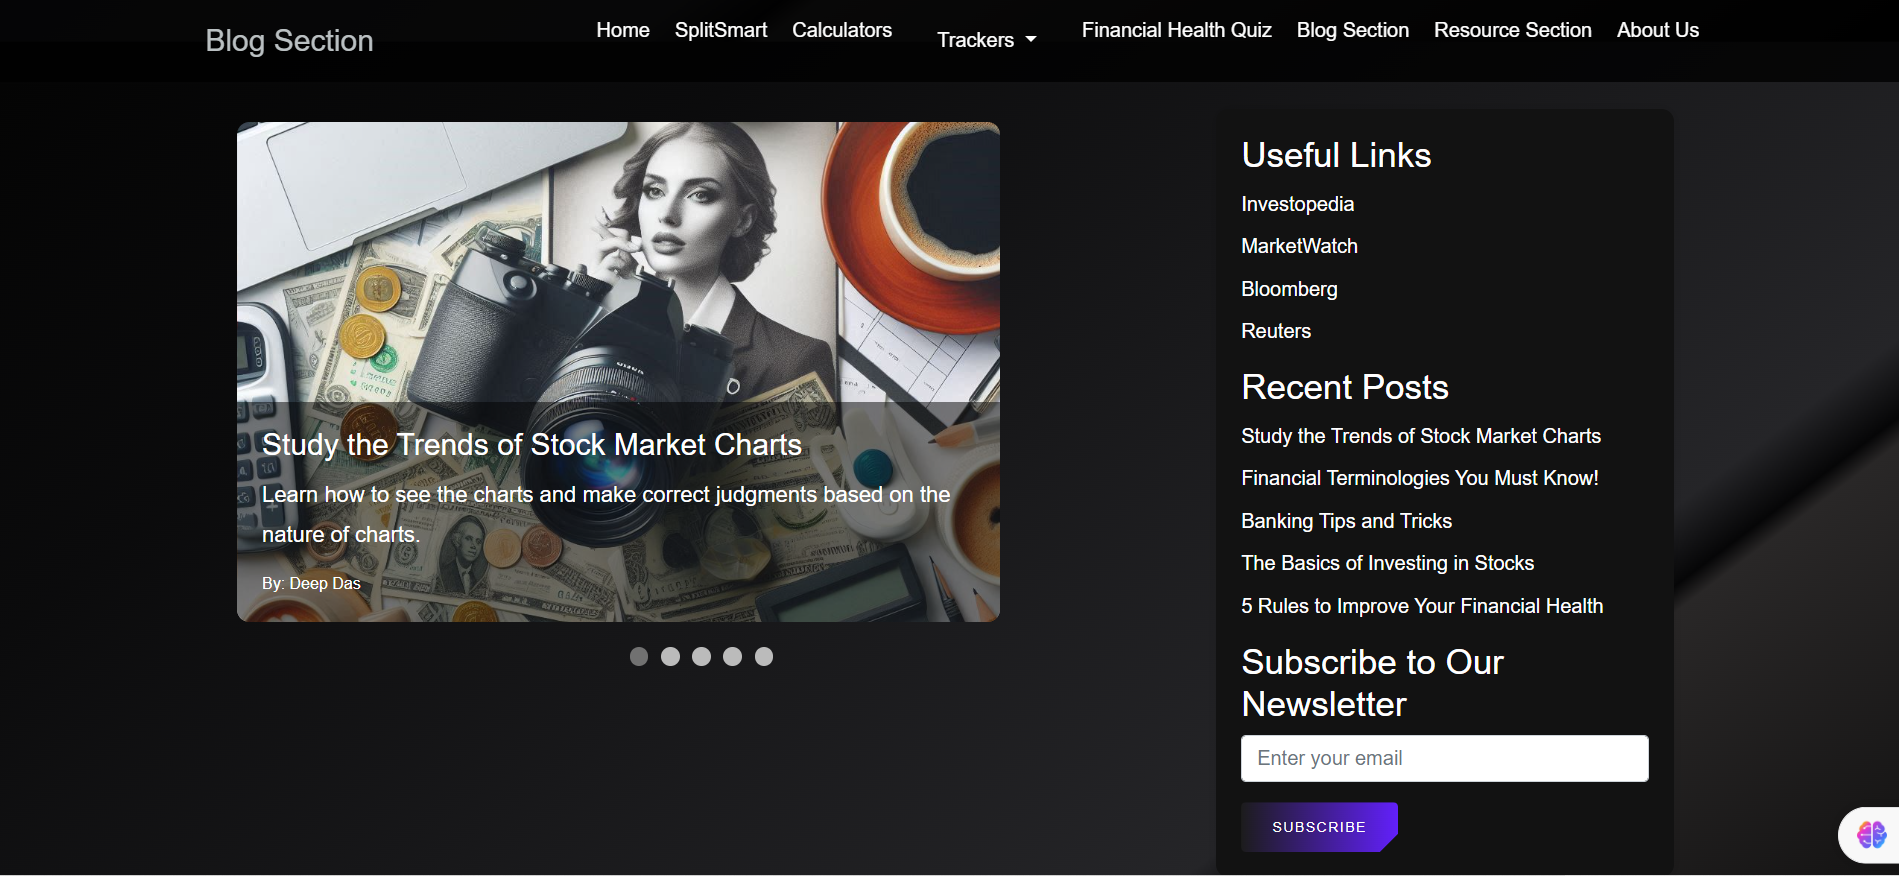 Blog Section
Home SplitSmart Calculators Trackers Financial Health Quiz Blog Section Resource Section About Us
Study the Trends of Stock Market Charts
Learn how to see the charts and make correct judgments based on the
nature of charts.
By: Deep Das
Useful Links
Investopedia
MarketWatch
Bloomberg
Reuters
Recent Posts
Study the Trends of Stock Market Charts
Financial Terminologies You Must Know!
Banking Tips and Tricks
The Basics of Investing in Stocks
5 Rules to Improve Your Financial Health
Subscribe to Our
Newsletter
Enter your email
SUBSCRIBE